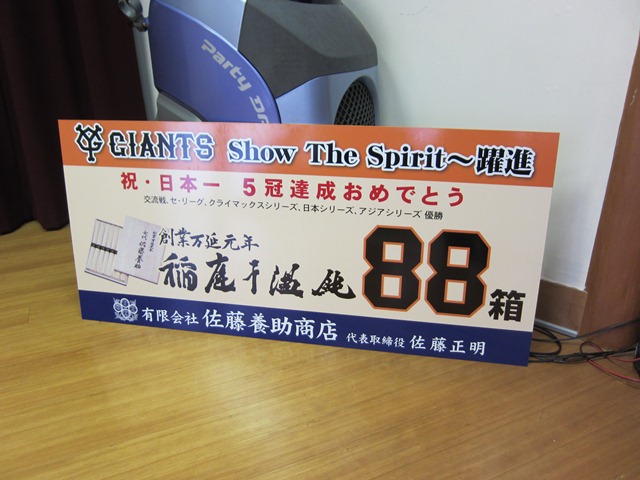 Party
GIANTS Show The Spirit～躍進
祝・日本一 5冠達成おめでとう
交流戦、セ・リーグ、クライマックスシリーズ、日本シリーズ、アジアシリーズ 優勝
創業万延元年
稲庭干温飩 88箱
有限会社 佐藤養助商店 代表取締役 佐藤正明